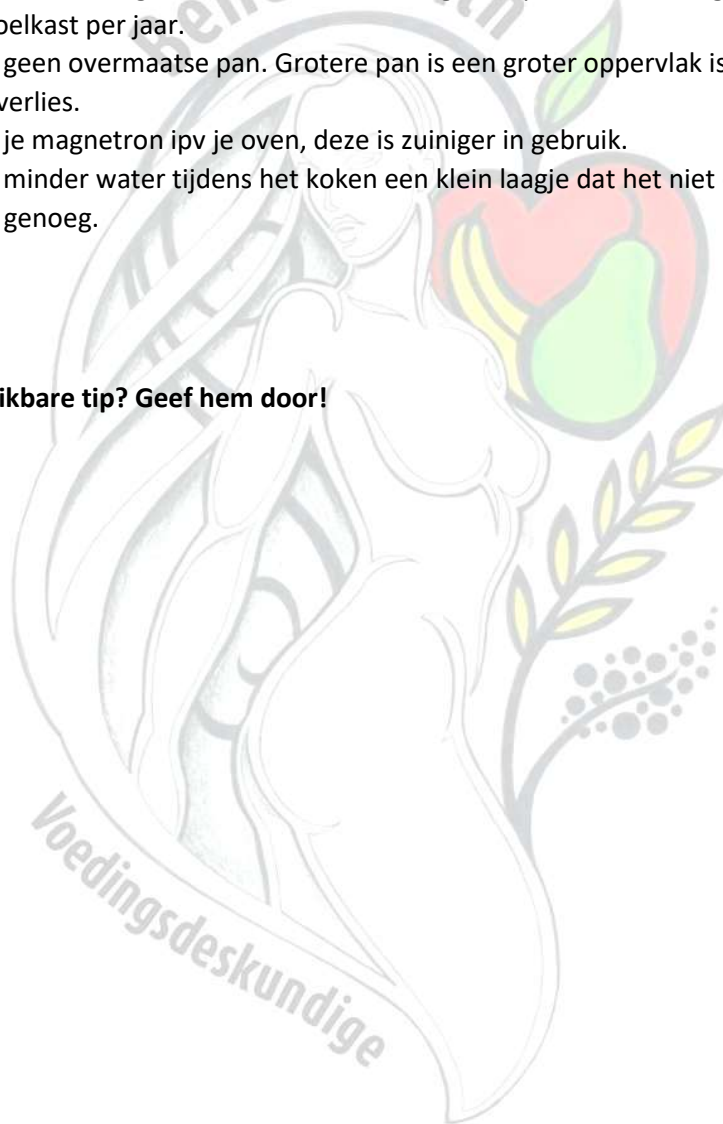 oelkast per jaar.
geen overmaatse pan. Grotere pan is een groter oppervlak is
verlies.
je magnetron ipv je oven, deze is zuiniger in gebruik.
minder water tijdens het koken een klein laagje dat het niet
genoeg.
ikbare tip? Geef hem door!
Voedingsdeskundige